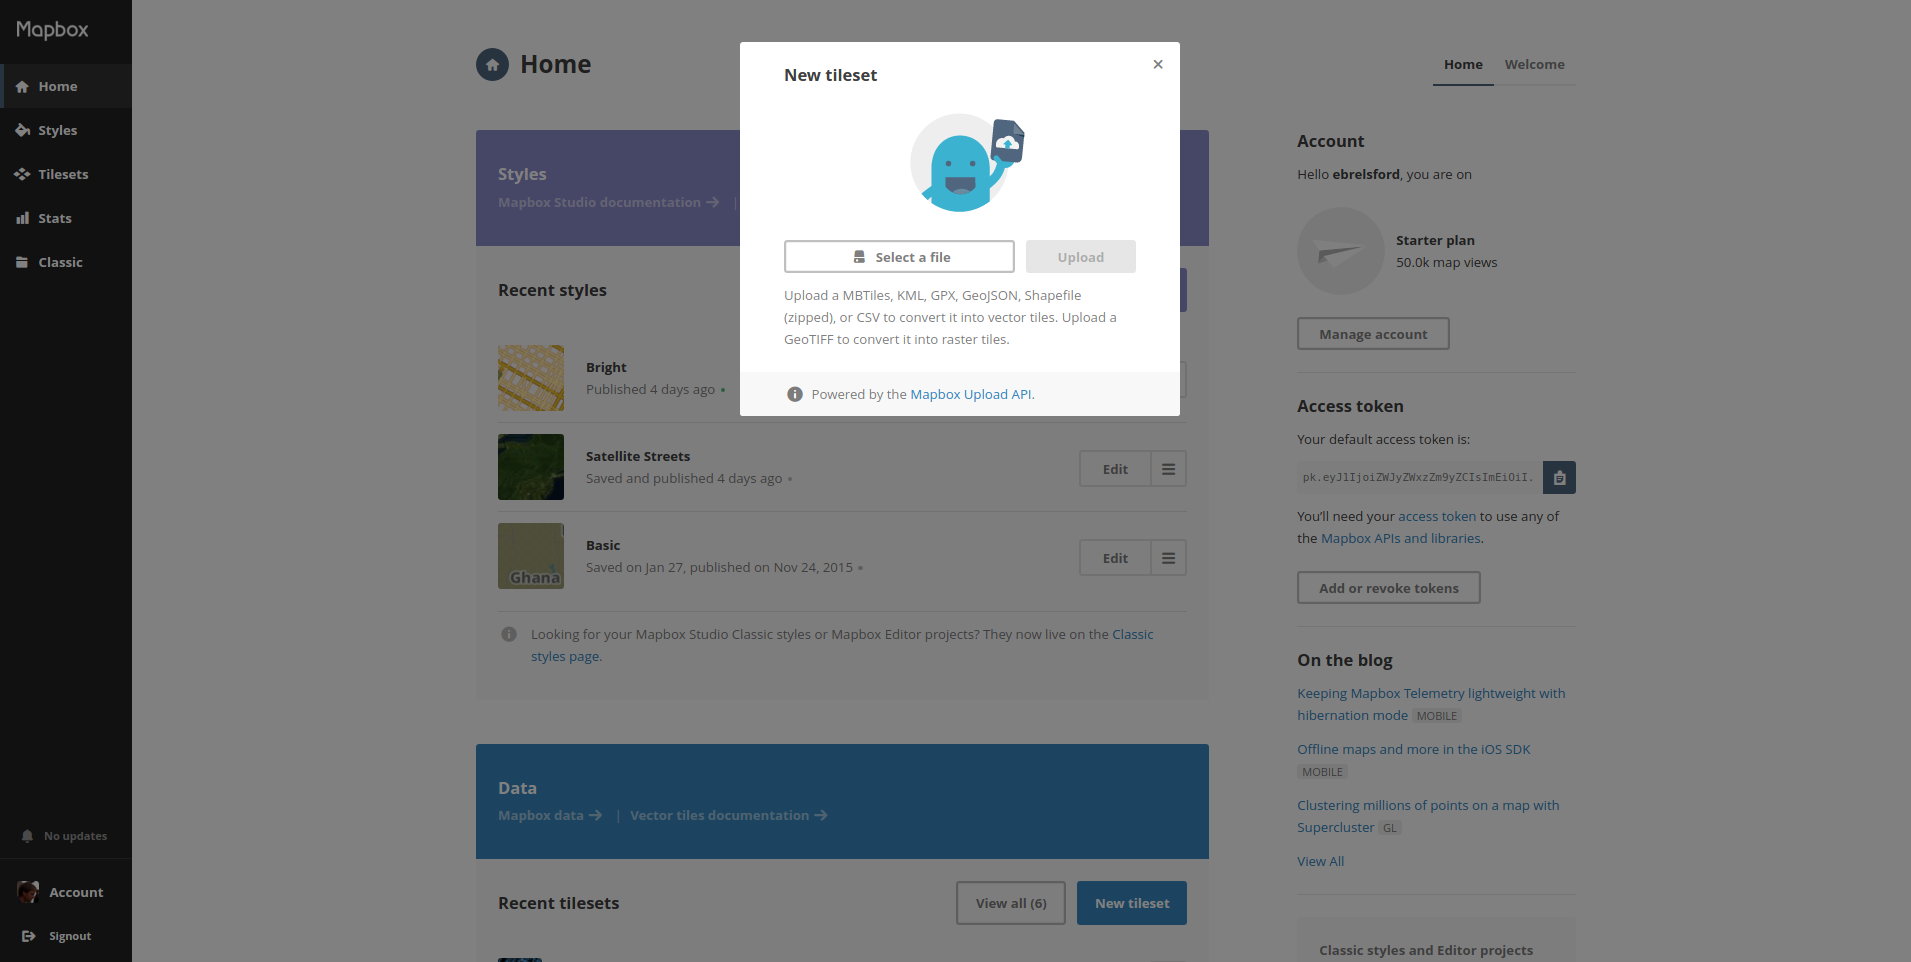 Mapbox
Home
Styles
Tilesets
Stats
Classic
No updates
Account
Signout
Home
Home Welcome
Styles
Mapbox Studio documentation → |
Recent styles
Bright
Published 4 days ago
Satellite Streets
Saved and published 4 days ago
Edit
Ghana
Basic
Saved on Jan 27, published on Nov 24, 2015
Edit
Looking for your Mapbox Studio Classic styles or Mapbox Editor projects? They now live on the Classic
styles page.
Data
Mapbox data → | Vector tiles documentation →
Recent tilesets
View all (6) New tileset
New tileset
×
Select a file Upload
Upload a MBTiles, KML, GPX, GeoJSON, Shapefile
(zipped), or CSV to convert it into vector tiles. Upload a
GeoTIFF to convert it into raster tiles.
Powered by the Mapbox Upload API.
Account
Hello ebrelsford, you are on
Starter plan
50.0k map views
Manage account
Access token
Your default access token is:
pk.eyJ1IjoiZWJyZWxzZm9yZCIsImEiOiI.
You'll need your access token to use any of
the Mapbox APIs and libraries.
Add or revoke tokens
On the blog
Keeping Mapbox Telemetry lightweight with
hibernation mode MOBILE
Offline maps and more in the iOS SDK
MOBILE
Clustering millions of points on a map with
Supercluster GL
View All
Classic styles and Editor projects